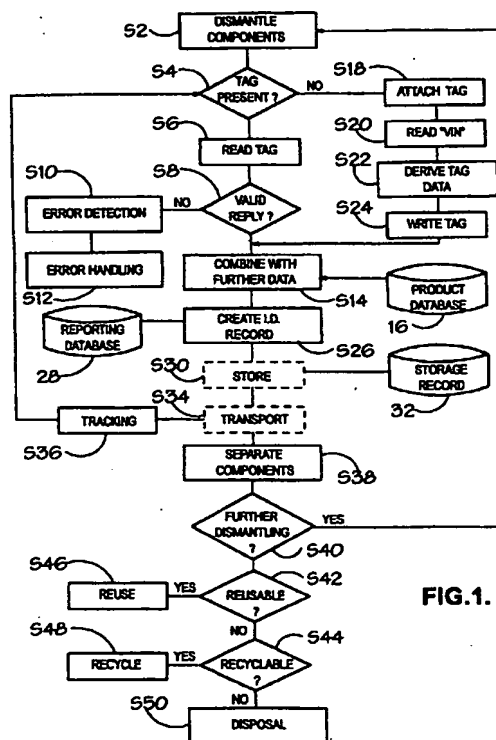 S2
DISMANTLE
COMPONENTS
S4
TAG
PRESENT ?
NO
S18
ATTACH TAG
S6
READ TAG
S20
READ "VIN"
S10
S8
VALID
REPLY ?
NO
S22
DERIVE TAG
DATA
ERROR DETECTION
S24
WRITE TAG
ERROR HANDLING
S12
COMBINE WITH
FURTHER DATA
S14
PRODUCT
DATABASE
16
REPORTING
DATABASE
28
CREATE I.D.
RECORD
S26
S30
STORE
STORAGE
RECORD
32
S34
TRACKING
S36
TRANSPORT
SEPARATE
COMPONENTS
S38
FURTHER
DISMANTLING
?
YES
S40
S46
S42
REUSE
YES
REUSABLE
?
NO
FIG.1.
S48
S44
RECYCLE
YES
RECYCLABLE
?
NO
S50
DISPOSAL